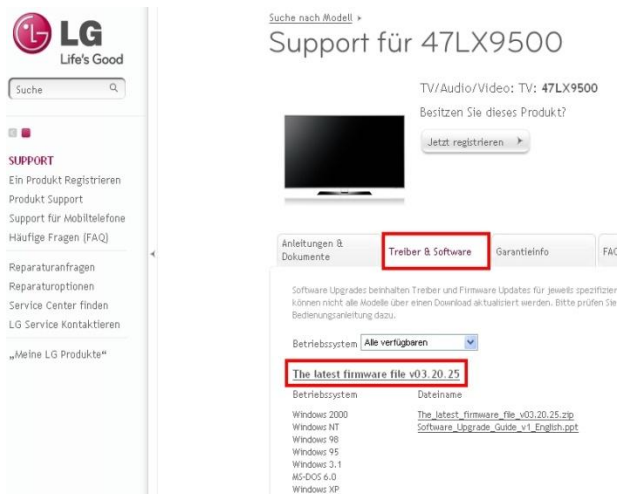 LG
Life's Good
Suche
SUPPORT
Ein Produkt Registrieren
Produkt Support
Support für Mobiltelefone
Häufige Fragen (FAQ)
Reparaturanfragen
Reparaturoptionen
Service Center finden
LG Service Kontaktieren
„Meine LG Produkte“
Suche nach Modell
Support für 47LX9500
TV/Audio/Video: TV: 47LX9500
Besitzen Sie dieses Produkt?
Jetzt registrieren
Anleitungen &
Dokumente
Treiber & Software
Garantieinfo
FAQ
Software Upgrades beinhalten Treiber und Firmware Updates für jeweils spezifizier
können nicht alle Modelle über einen Download aktualisiert werden. Bitte prüfen Sie
Bedienungsanleitung dazu.
Betriebssystem Alle verfügbaren
The latest firmware file v03.20.25
Betriebssystem Dateiname
Windows 2000 The_latest_firmware_file_v03.20.25.zip
Windows NT Software_Upgrade_Guide_v1_English.ppt
Windows 98
Windows 95
Windows 3.1
MS-DOS 6.0
Windows XP